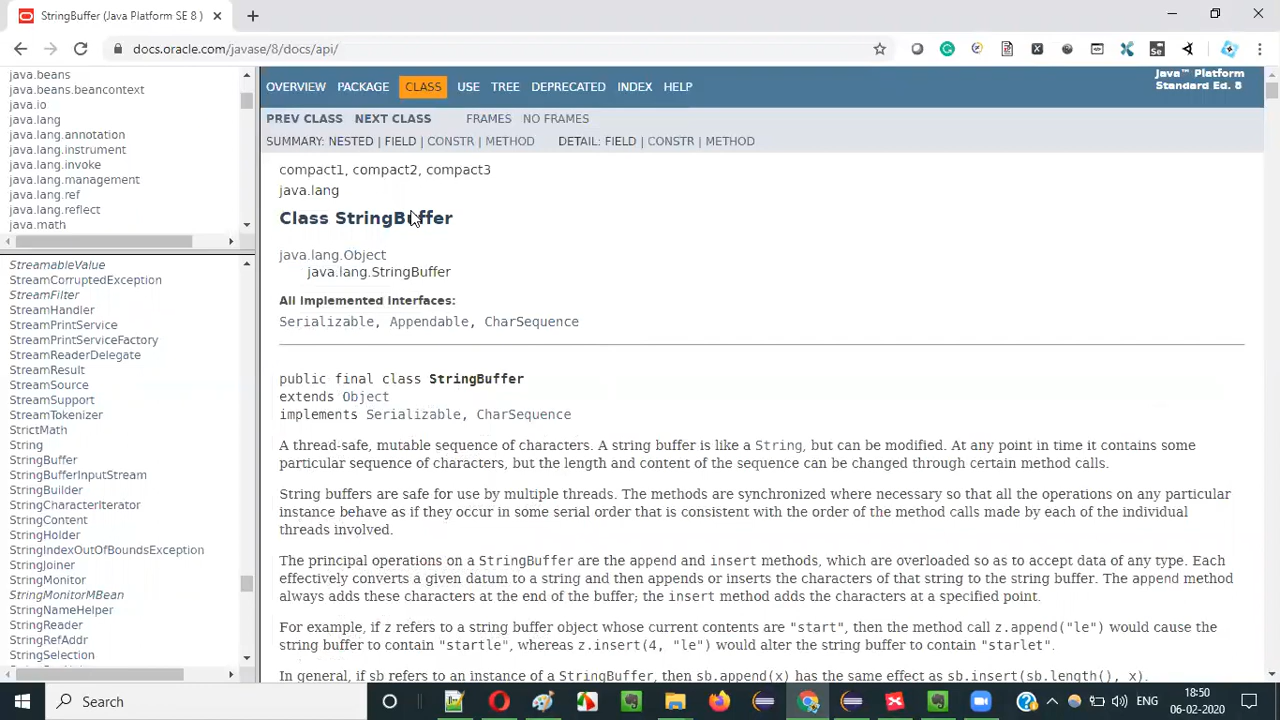 StringBuffer (Java Platform SE 8 )
docs.oracle.com/javase/8/docs/api/
java.beans
java.beans.beancontext
java.io
java.lang
java.lang.annotation
java.lang.instrument
java.lang.invoke
java.lang.management
java.lang.ref
java.lang.reflect
java.math
StreamableValue
StreamCorruptedException
StreamFilter
StreamHandler
StreamPrintService
StreamPrintServiceFactory
StreamReaderDelegate
StreamResult
StreamSource
StreamSupport
StreamTokenizer
StrictMath
String
StringBuffer
StringBufferInputStream
StringBuilder
StringCharacterIterator
StringContent
StringHolder
StringIndexOutOfBoundsException
StringJoiner
StringMonitor
StringMonitorMBean
StringNameHelper
StringReader
StringRefAddr
StringSelection
OVERVIEW PACKAGE CLASS USE TREE DEPRECATED INDEX HELP
Java™ Platform
Standard Ed. 8
PREV CLASS NEXT CLASS FRAMES NO FRAMES
SUMMARY: NESTED | FIELD | CONSTR | METHOD DETAIL: FIELD | CONSTR | METHOD
compact1, compact2, compact3
java.lang
Class StringBuffer
java.lang.Object
java.lang.StringBuffer
All Implemented Interfaces:
Serializable, Appendable, CharSequence
public final class StringBuffer
extends Object
implements Serializable, CharSequence
A thread-safe, mutable sequence of characters. A string buffer is like a String, but can be modified. At any point in time it contains some
particular sequence of characters, but the length and content of the sequence can be changed through certain method calls.
String buffers are safe for use by multiple threads. The methods are synchronized where necessary so that all the operations on any particular
instance behave as if they occur in some serial order that is consistent with the order of the method calls made by each of the individual
threads involved.
The principal operations on a StringBuffer are the append and insert methods, which are overloaded so as to accept data of any type. Each
effectively converts a given datum to a string and then appends or inserts the characters of that string to the string buffer. The append method
always adds these characters at the end of the buffer; the insert method adds the characters at a specified point.
For example, if z refers to a string buffer object whose current contents are "start", then the method call z.append("le") would cause the
string buffer to contain "startle", whereas z.insert(4, "le") would alter the string buffer to contain "starlet".
In general, if sb refers to an instance of a StringBuffer, then sb.append(x) has the same effect as sb.insert(sb.length(), x).
Search
ENG
18:50
06-02-2020